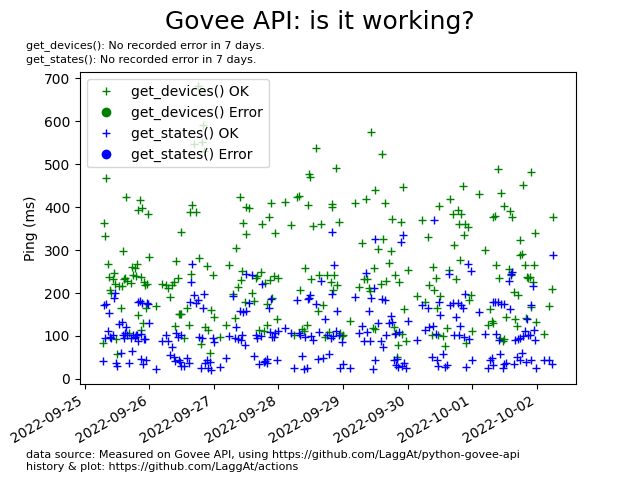 Govee API: is it working?
get_devices(): No recorded error in 7 days.
get_states(): No recorded error in 7 days.
700
600
500
400
300
200
100
0
Ping (ms)
get_devices() OK
get_devices() Error
get_states() OK
get_states() Error
2022-09-25
2022-09-26
2022-09-27
2022-09-28
2022-09-29
2022-09-30
2022-10-01
2022-10-02
data source: Measured on Govee API, using https://github.com/LaggAt/python-govee-api
history & plot: https://github.com/LaggAt/actions